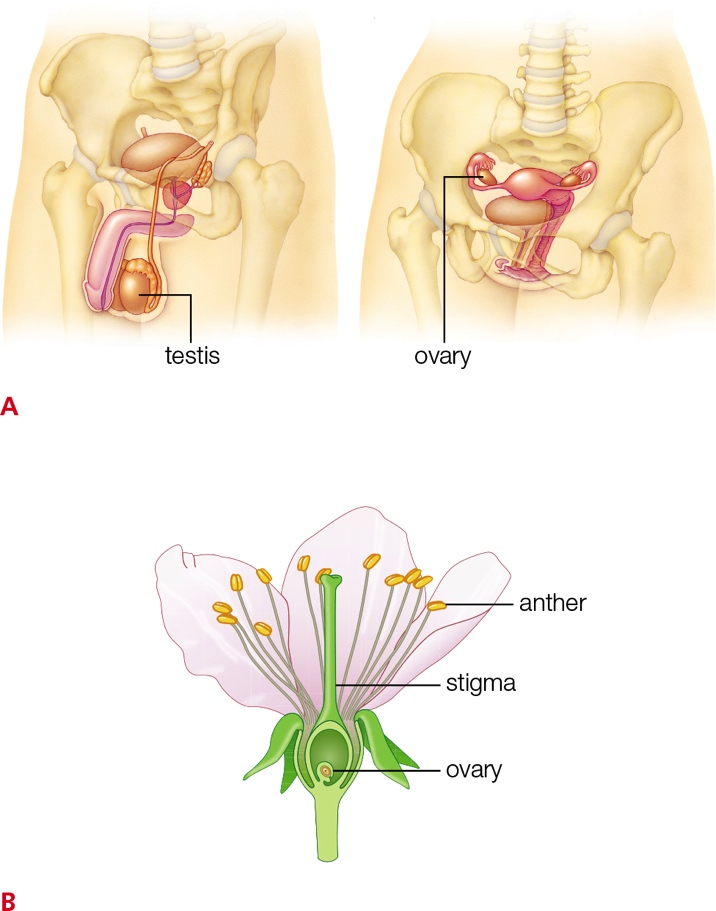 testis
ovary
A
anther
stigma
ovary
B